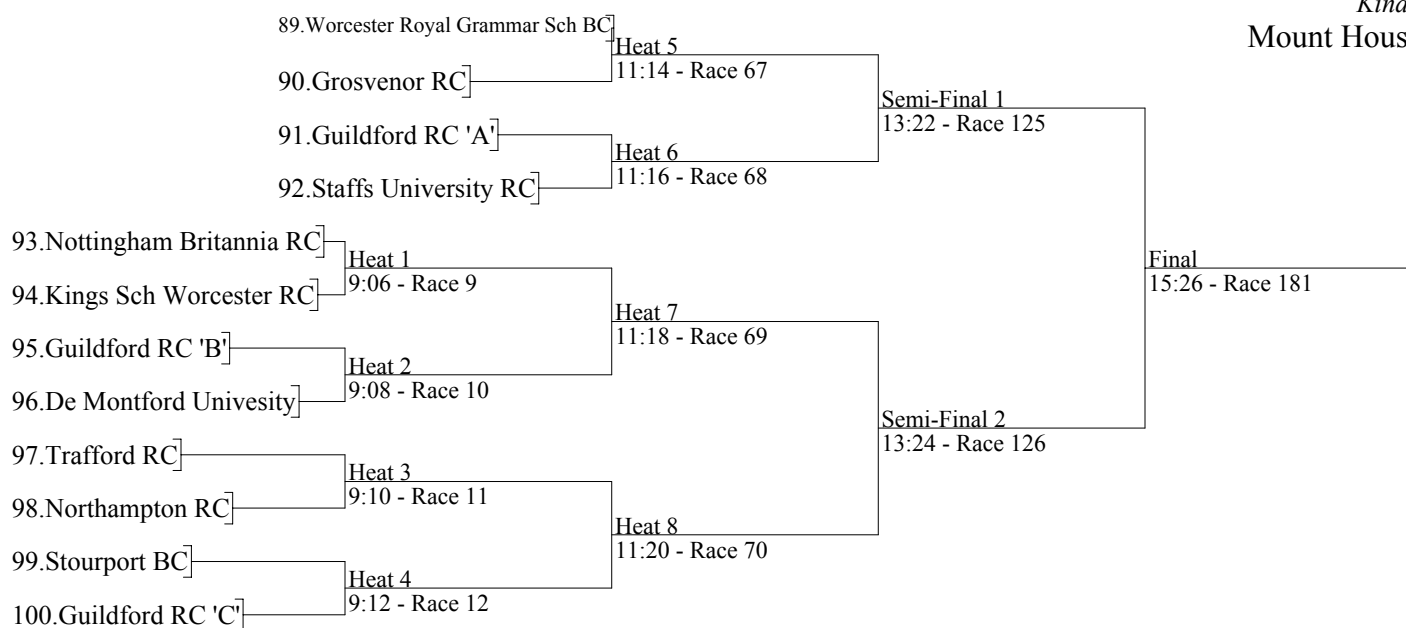 Kind
Mount Hous
89.Worcester Royal Grammar Sch BC
Heat 5
11:14 - Race 67
90.Grosvenor RC
Semi-Final 1
13:22 - Race 125
91.Guildford RC 'A'
Heat 6
11:16 - Race 68
92.Staffs University RC
93.Nottingham Britannia RC
Heat 1
9:06 - Race 9
Final
15:26 - Race 181
94.Kings Sch Worcester RC
Heat 7
11:18 - Race 69
95.Guildford RC 'B'
Heat 2
9:08 - Race 10
96.De Montford Univesity
Semi-Final 2
13:24 - Race 126
97.Trafford RC
Heat 3
9:10 - Race 11
98.Northampton RC
Heat 8
11:20 - Race 70
99.Stourport BC
Heat 4
9:12 - Race 12
100.Guildford RC 'C'